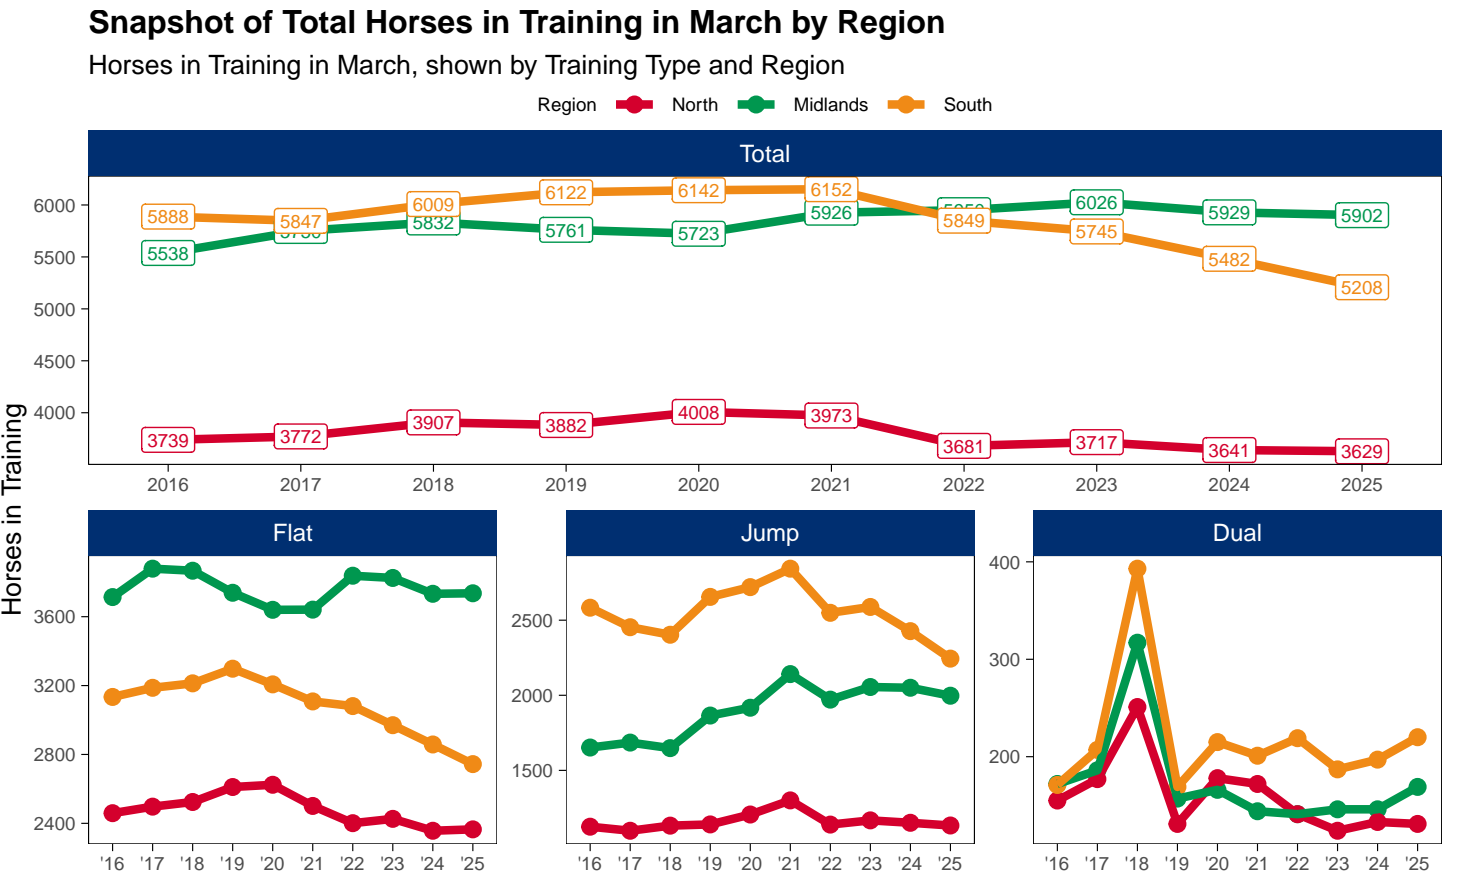 Snapshot of Total Horses in Training in March by Region
Horses in Training in March, shown by Training Type and Region
Region North Midlands South
Total
Horses in Training
6000
5500
5000
4500
4000
5888 5847 6009 6122 6142 6152 5849 5745 5482 5208
5538 5832 5761 5723 5926 6026 5929 5902
3739 3772 3907 3882 4008 3973 3681 3717 3641 3629
2016 2017 2018 2019 2020 2021 2022 2023 2024 2025
Flat
3600
3200
2800
2400
'16 '17 '18 '19 '20 '21 '22 '23 '24 '25
Jump
2500
2000
1500
'16 '17 '18 '19 '20 '21 '22 '23 '24 '25
Dual
400
300
200
'16 '17 '18 '19 '20 '21 '22 '23 '24 '25